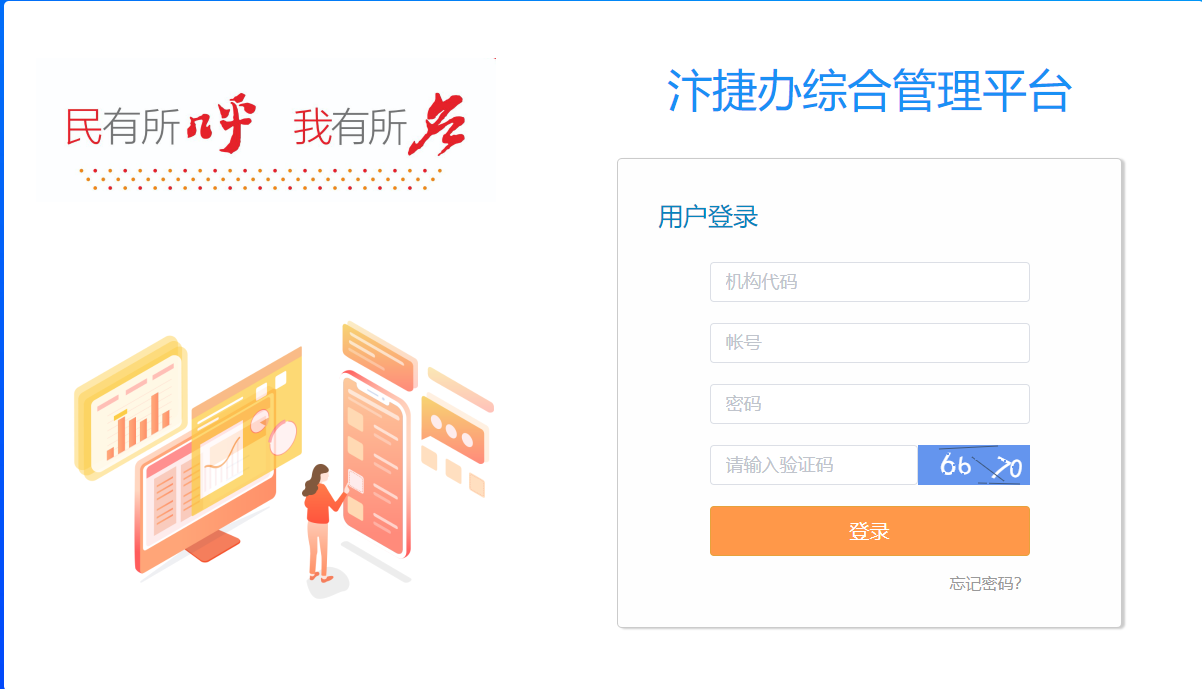 民有所呼 我有所应
汴捷办综合管理平台
用户登录
机构代码
帐号
密码
请输入验证码
登录
忘记密码?